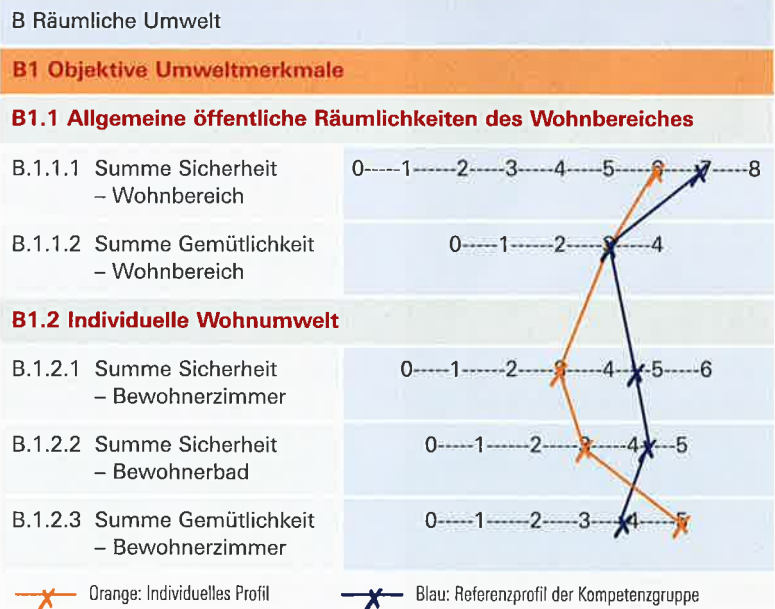 B Räumliche Umwelt
B1 Objektive Umweltmerkmale
B1.1 Allgemeine öffentliche Räumlichkeiten des Wohnbereiches
B.1.1.1 Summe Sicherheit
– Wohnbereich
0-----1------2-----3-----4-----5-----6-----7-----8
B.1.1.2 Summe Gemütlichkeit
– Wohnbereich
0-----1------2-----3-----4
B1.2 Individuelle Wohnumwelt
B.1.2.1 Summe Sicherheit
– Bewohnerzimmer
0-----1------2-----3-----4-----5-----6
B.1.2.2 Summe Sicherheit
– Bewohnerbad
0-----1------2-----3-----4-----5
B.1.2.3 Summe Gemütlichkeit
– Bewohnerzimmer
0-----1------2-----3-----4-----5
Orange: Individuelles Profil
Blau: Referenzprofil der Kompetenzgruppe